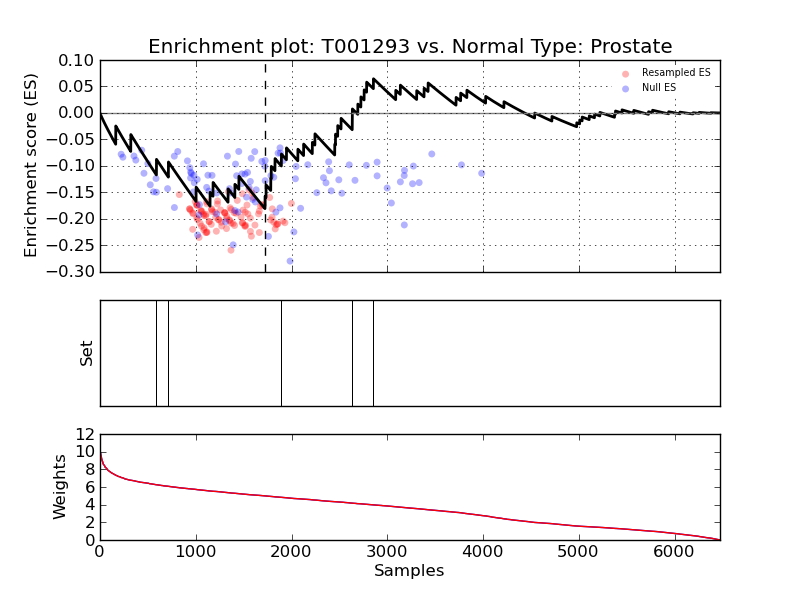 Enrichment plot: T001293 vs. Normal Type: Prostate
Enrichment score (ES)
0.10
0.05
0.00
−0.05
−0.10
−0.15
−0.20
−0.25
−0.30
Resampled ES
Null ES
Set
Weights
12
10
8
6
4
2
0
0 1000 2000 3000 4000 5000 6000
Samples